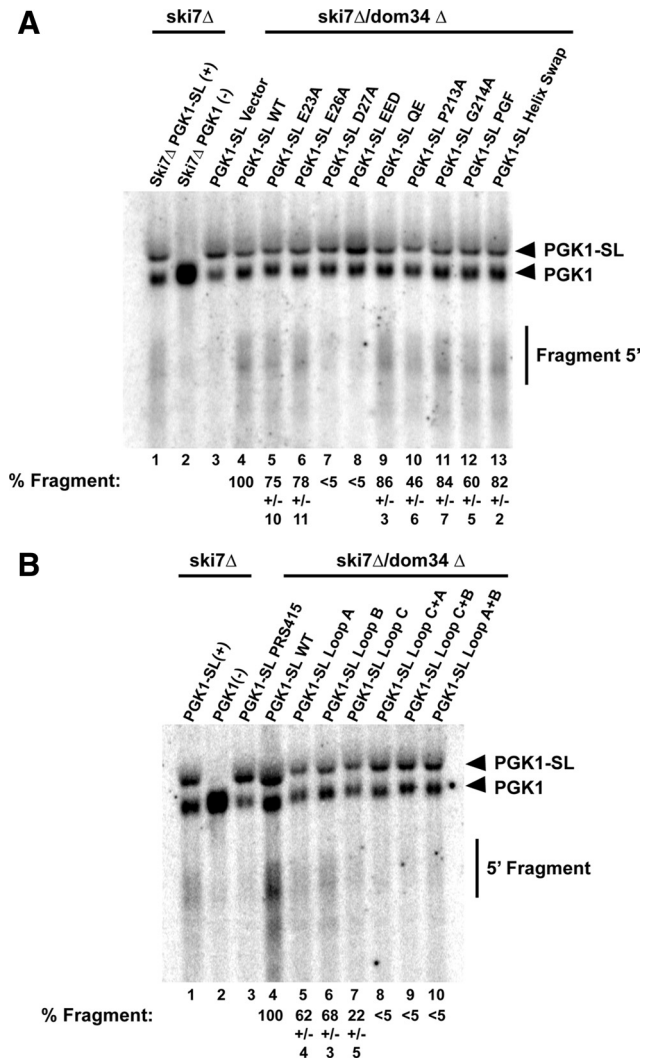 A
ski7Δ
ski7Δ/dom34 Δ
Ski7Δ PGK1-SL (+)
Ski7Δ PGK1 (-)
PGK1-SL Vector
PGK1-SL WT
PGK1-SL E23A
PGK1-SL E26A
PGK1-SL D27A
PGK1-SL EED
PGK1-SL QE
PGK1-SL P213A
PGK1-SL G214A
PGK1-SL PGF
PGK1-SL Helix Swap
PGK1-SL
PGK1
Fragment 5'
1 2 3 4 5 6 7 8 9 10 11 12 13
% Fragment: 100 75 78 <5 <5 86 46 84 60 82
+/- +/- +/- +/- +/- +/- +/-
10 11 3 6 7 5 2
B
ski7Δ
ski7Δ/dom34 Δ
PGK1-SL(+)
PGK1(-)
PGK1-SL PRS415
PGK1-SL WT
PGK1-SL Loop A
PGK1-SL Loop B
PGK1-SL Loop C
PGK1-SL Loop C+A
PGK1-SL Loop C+B
PGK1-SL Loop A+B
PGK1-SL
PGK1
5' Fragment
1 2 3 4 5 6 7 8 9 10
% Fragment: 100 62 68 22 <5 <5 <5
+/- +/- +/-
4 3 5